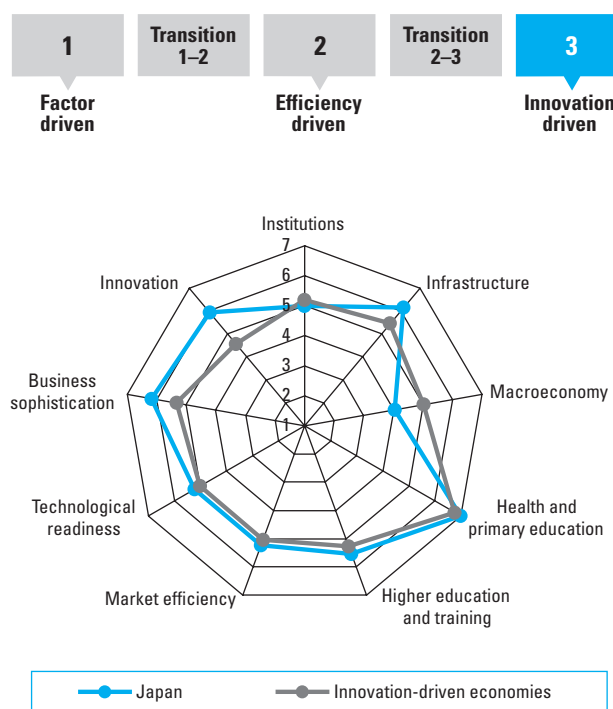 1
Transition
1–2
2
Transition
2–3
3
Factor
driven
Efficiency
driven
Innovation
driven
Institutions
7
6
5
4
3
2
1
Infrastructure
Macroeconomy
Health and
primary education
Higher education
and training
Market efficiency
Technological
readiness
Business
sophistication
Innovation
Japan
Innovation-driven economies